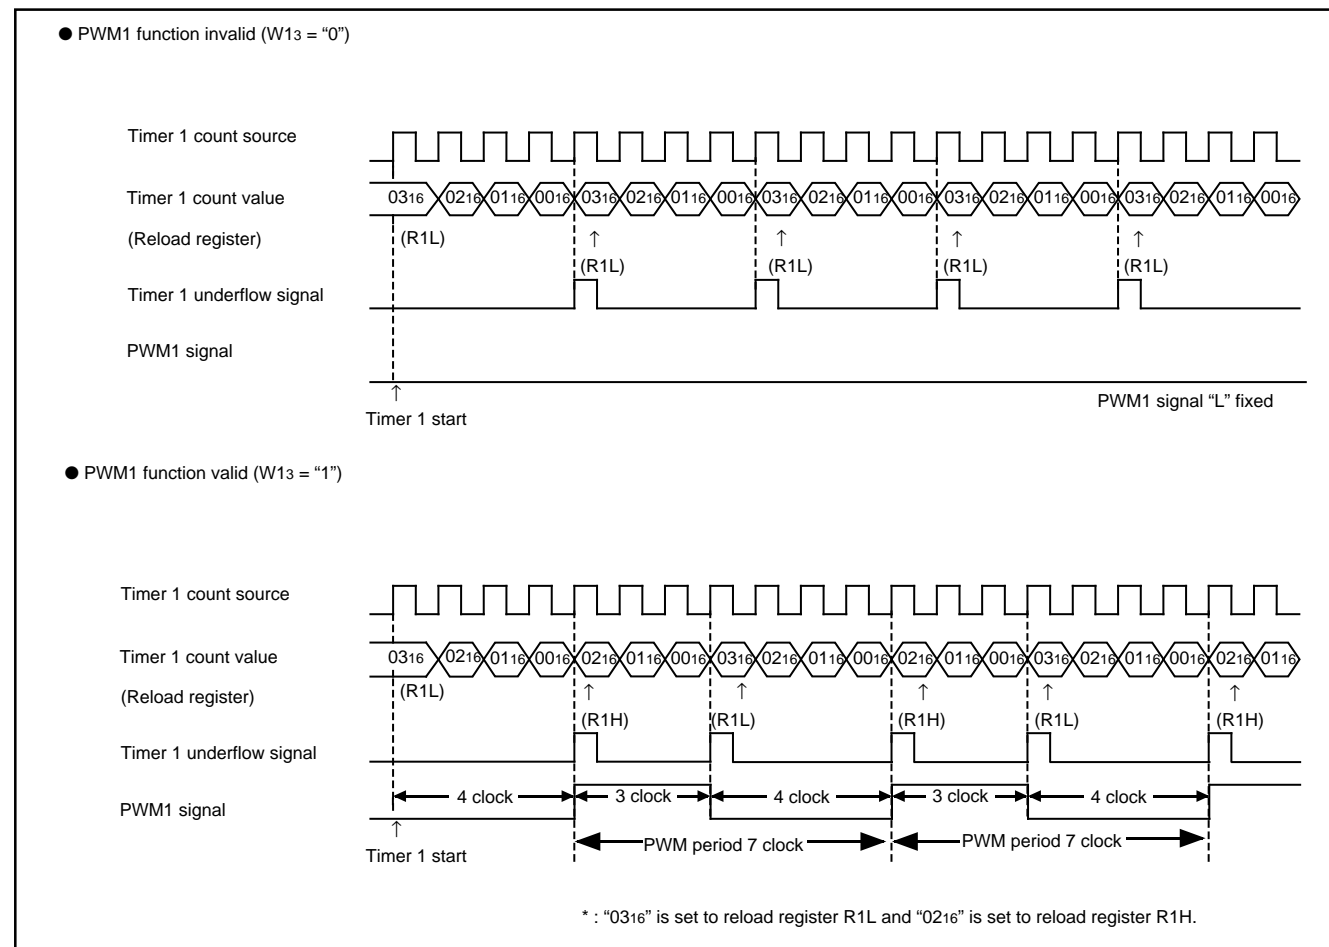 ● PWM1 function invalid (W13 = “0”)
Timer 1 count source
Timer 1 count value
0316 0216 0116 0016 0316 0216 0116 0016 0316 0216 0116 0016 0316 0216 0116 0016 0316 0216 0116 0016
(Reload register)
(R1L) ↑ ↑ ↑ ↑
(R1L) (R1L) (R1L) (R1L)
Timer 1 underflow signal
PWM1 signal
↑
Timer 1 start
PWM1 signal “L” fixed
● PWM1 function valid (W13 = “1”)
Timer 1 count source
Timer 1 count value
0316 0216 0116 0016 0216 0116 0016 0316 0216 0116 0016 0216 0116 0016 0316 0216 0116 0016 0216 0116
(Reload register)
(R1L) ↑ ↑ ↑ ↑ ↑
(R1H) (R1L) (R1H) (R1L) (R1H)
Timer 1 underflow signal
PWM1 signal
4 clock 3 clock 4 clock 3 clock 4 clock
↑
Timer 1 start
PWM period 7 clock PWM period 7 clock
* : “0316” is set to reload register R1L and “0216” is set to reload register R1H.